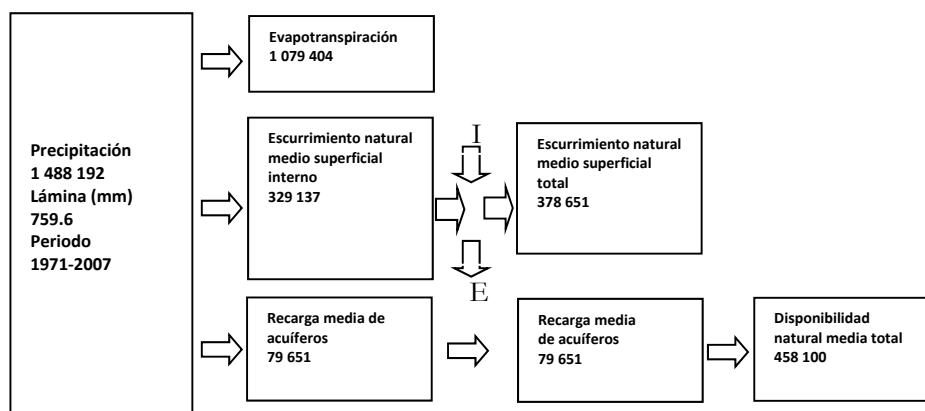 Precipitación
1 488 192
Lámina (mm)
759.6
Periodo
1971-2007
Evapotranspiración
1 079 404
Escurrimiento natural
medio superficial
interno
329 137
I
E
Escurrimiento natural
medio superficial
total
378 651
Recarga media de
acuíferos
79 651
Recarga media
de acuíferos
79 651
Disponibilidad
natural media total
458 100